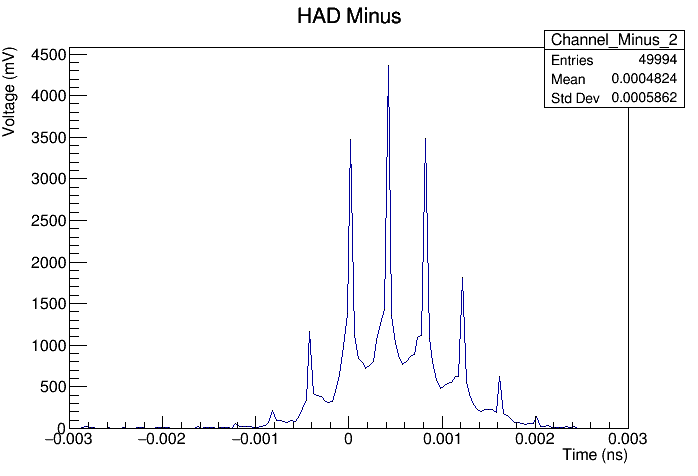 HAD Minus
Channel_Minus_2
Entries 49994
Mean 0.0004824
Std Dev 0.0005862
Voltage (mV)
4500
4000
3500
3000
2500
2000
1500
1000
500
0
−0.003 −0.002 −0.001 0 0.001 0.002 0.003
Time (ns)